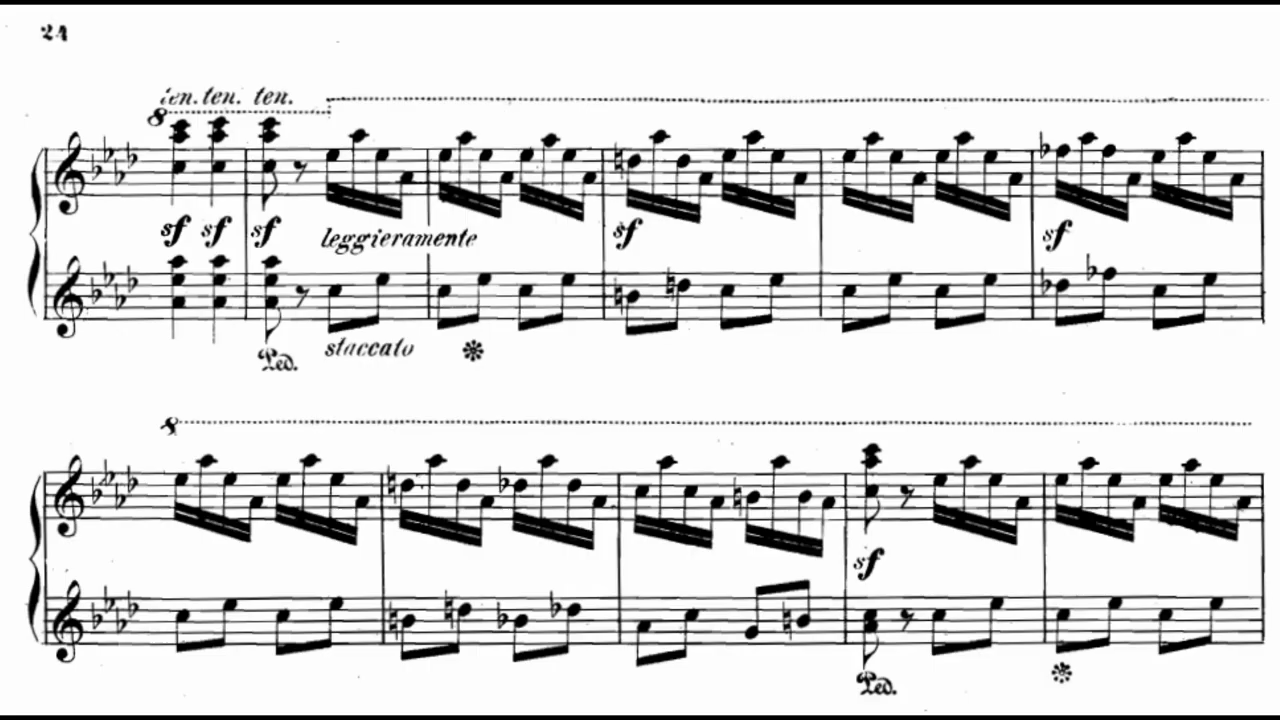 24
ten. ten. ten.
8
sf sf sf leggieramente sf sf
Ped. staccato
8
sf
Ped.